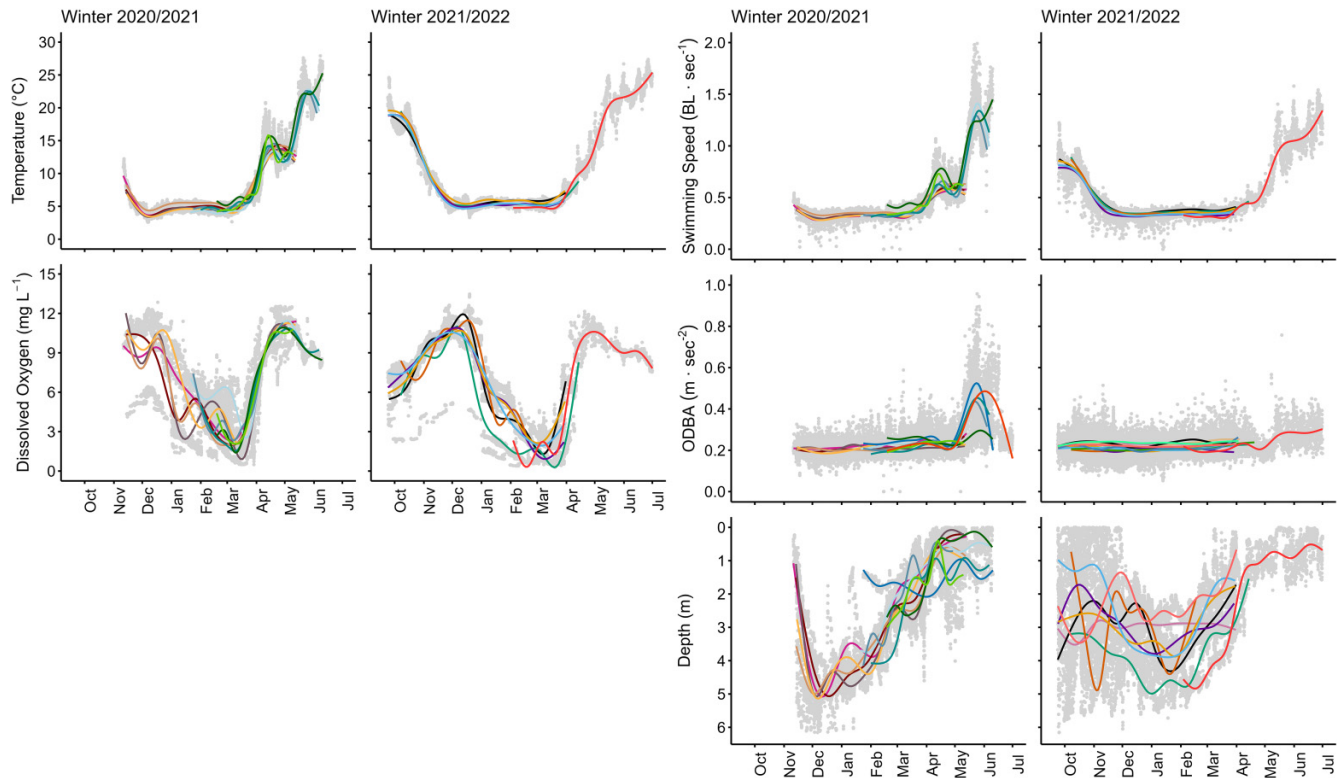 Winter 2020/2021
Winter 2021/2022
Winter 2020/2021
Winter 2021/2022
Temperature (°C)
30
25
20
15
10
5
0
Dissolved Oxygen (mg L⁻¹)
15
12
9
6
3
0
Oct Nov Dec Jan Feb Mar Apr May Jun Jul
Oct Nov Dec Jan Feb Mar Apr May Jun Jul
Swimming Speed (BL · sec⁻¹)
2.0
1.5
1.0
0.5
0.0
ODBA (m · sec⁻²)
1.0
0.8
0.6
0.4
0.2
0.0
Depth (m)
0
1
2
3
4
5
6
Oct Nov Dec Jan Feb Mar Apr May Jun Jul
Oct Nov Dec Jan Feb Mar Apr May Jun Jul